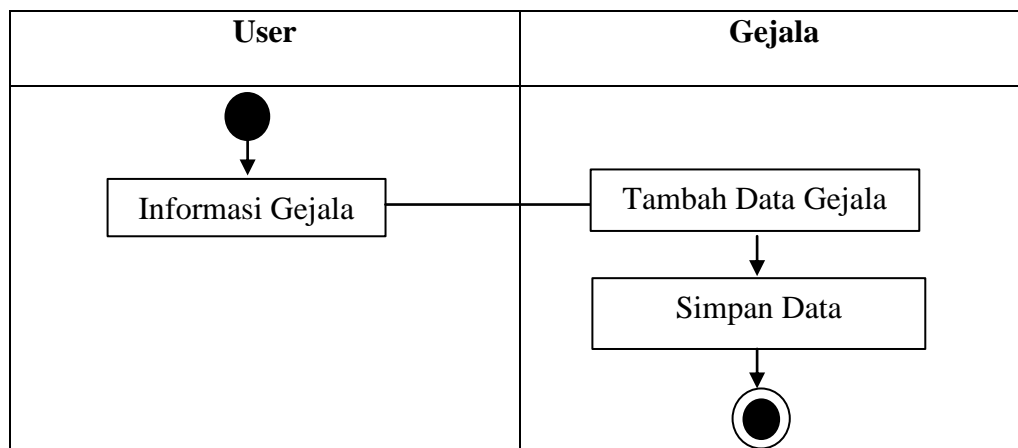 User
Gejala
Informasi Gejala
Tambah Data Gejala
Simpan Data